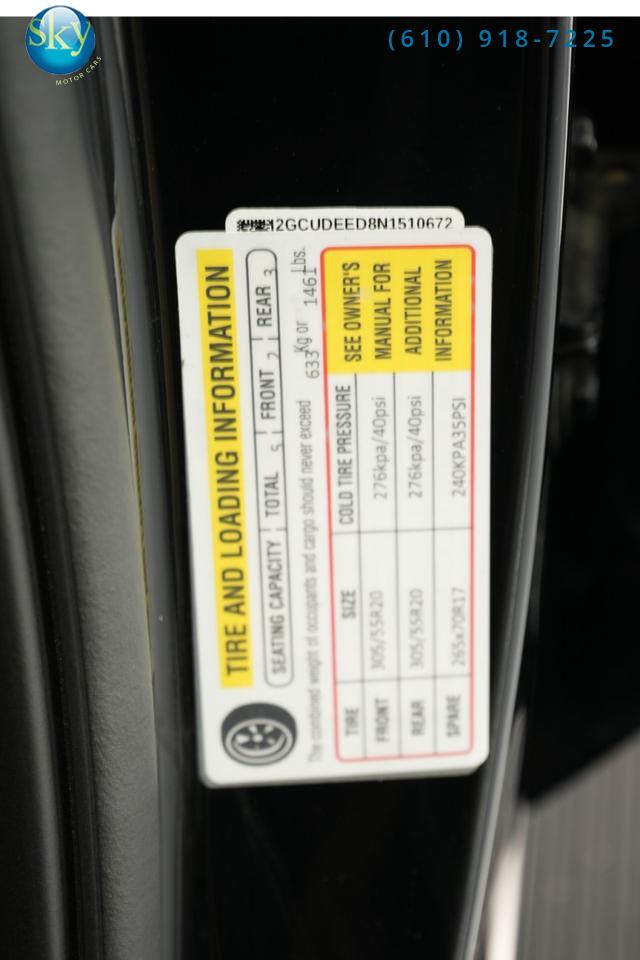 Sky
MOTOR CARS
(610) 918-7225
2GCUDEED8N1510672
TIRE AND LOADING INFORMATION
SEATING CAPACITY TOTAL 5 FRONT 2 REAR 3
The combined weight of occupants and cargo should never exceed 633 Kg or 1461 Lbs.
TIRE SIZE COLD TIRE PRESSURE SEE OWNER'S
FRONT 305/55R20 276kpa/40psi MANUAL FOR
REAR 305/55R20 276kpa/40psi ADDITIONAL
SPARE 265x70R17 240KPA35PSI INFORMATION